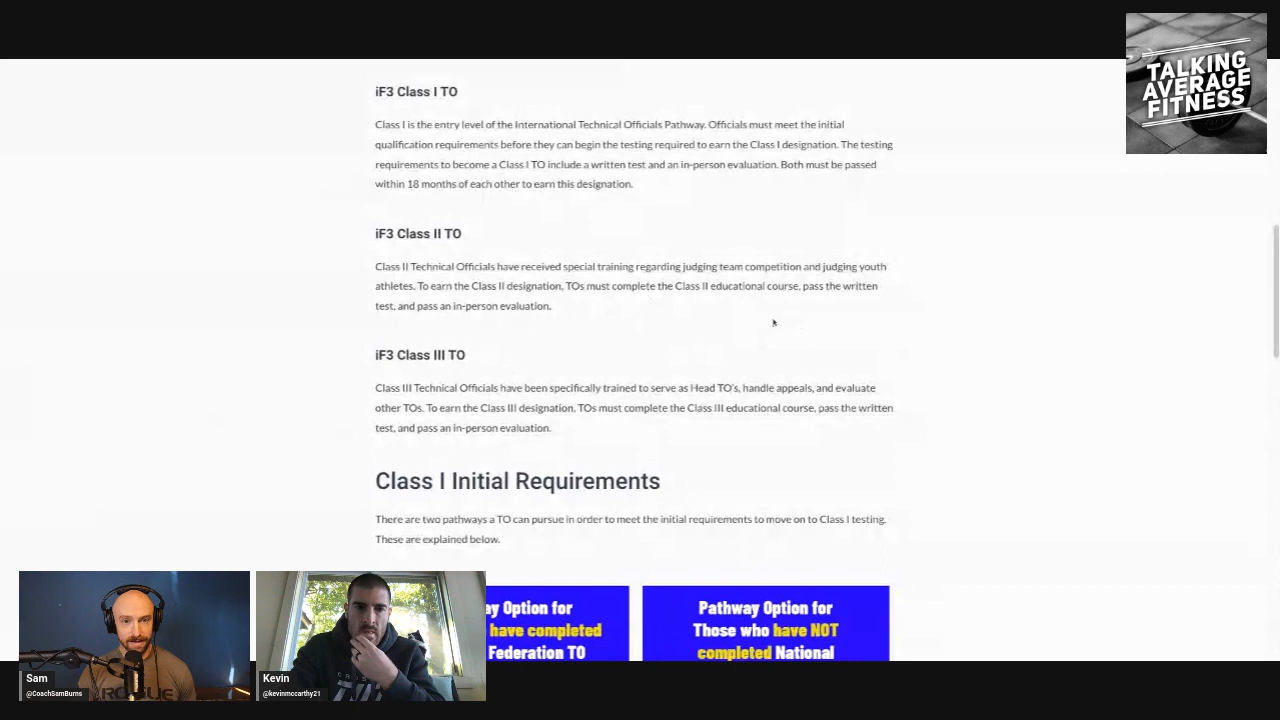 TALKING
AVERAGE
FITNESS
iF3 Class I TO
Class I is the entry level of the International Technical Officials Pathway. Officials must meet the initial
qualification requirements before they can begin the testing required to earn the Class I designation. The testing
requirements to become a Class I TO include a written test and an in-person evaluation. Both must be passed
within 18 months of each other to earn this designation.
iF3 Class II TO
Class II Technical Officials have received special training regarding judging team competition and judging youth
athletes. To earn the Class II designation, TOs must complete the Class II educational course, pass the written
test, and pass an in-person evaluation.
iF3 Class III TO
Class III Technical Officials have been specifically trained to serve as Head TO's, handle appeals, and evaluate
other TOs. To earn the Class III designation, TOs must complete the Class III educational course, pass the written
test, and pass an in-person evaluation.
Class I Initial Requirements
There are two pathways a TO can pursue in order to meet the initial requirements to move on to Class I testing.
These are explained below.
ay Option for
have completed
Federation TO
Pathway Option for
Those who have NOT
completed National
Sam
@CoachSamBurns
ROGUE
Kevin
@kevinmccarthy21